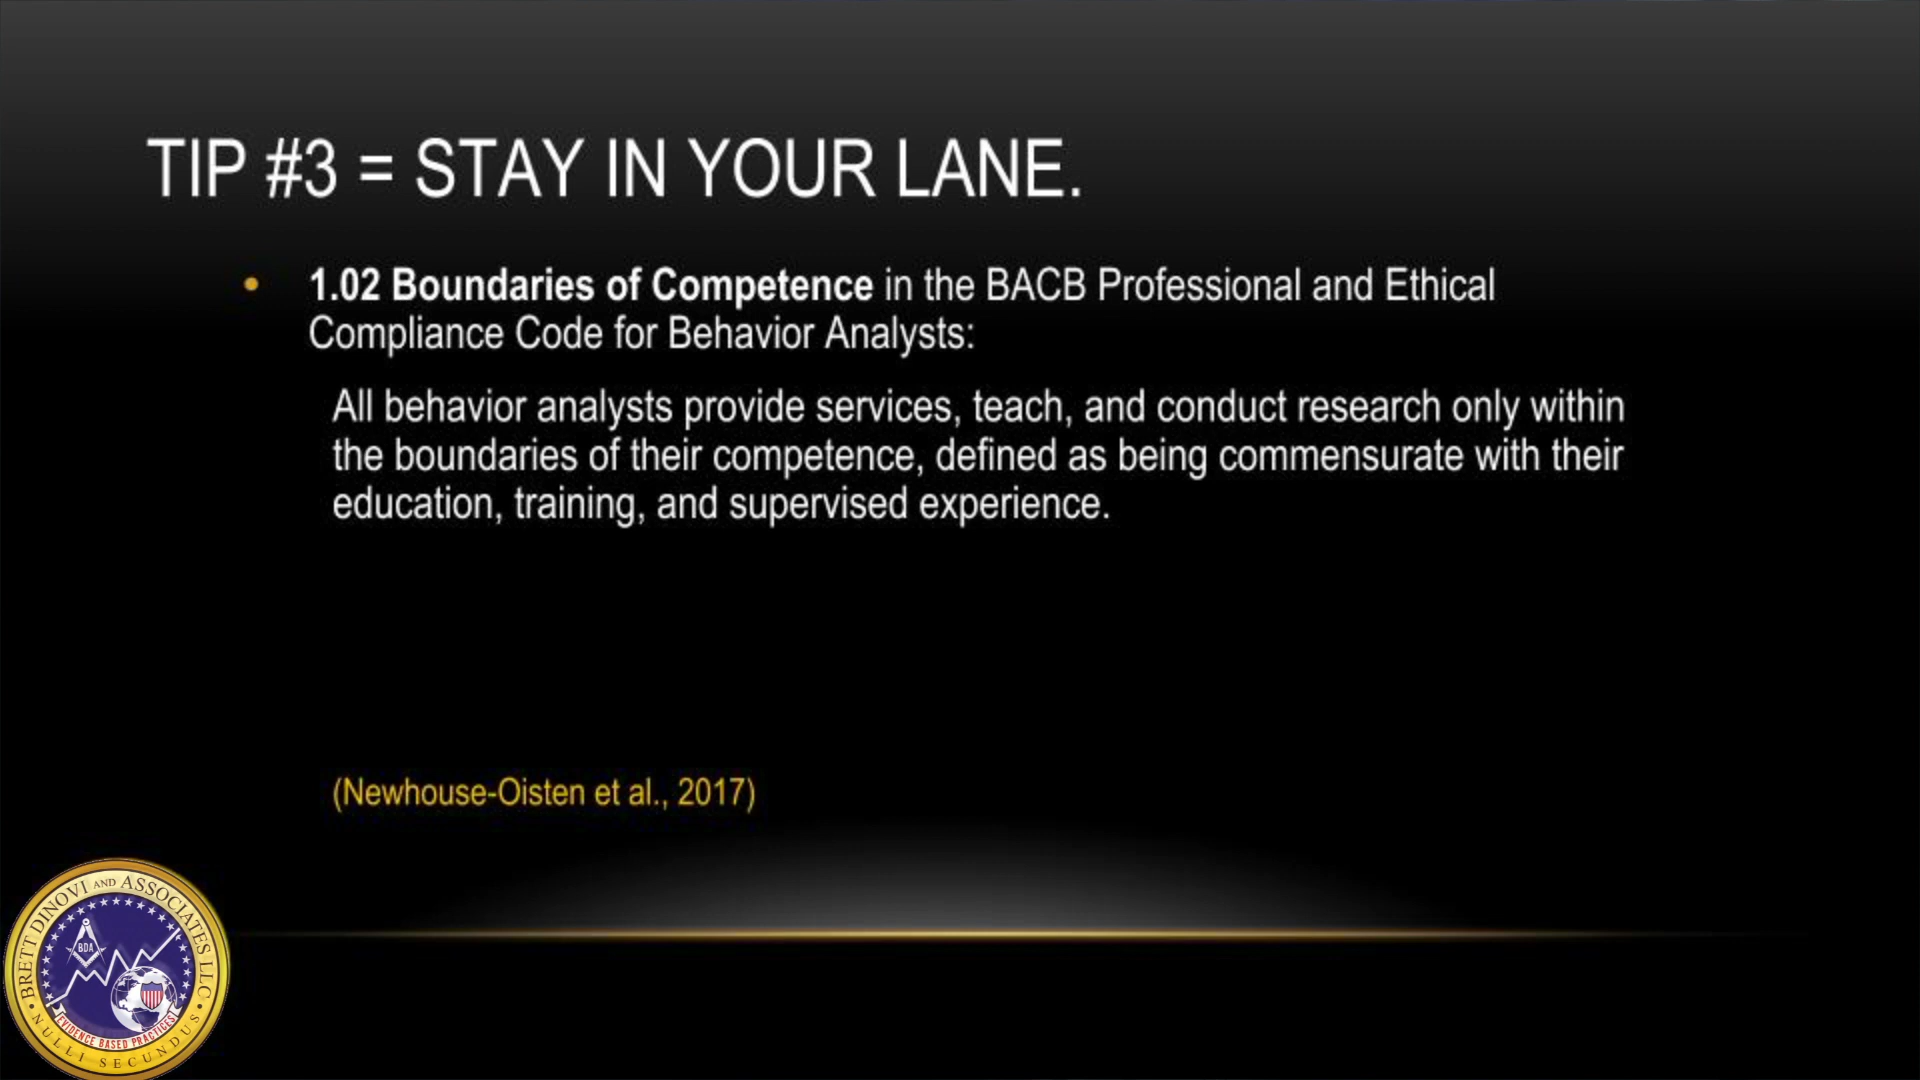 TIP #3 = STAY IN YOUR LANE.
• 1.02 Boundaries of Competence in the BACB Professional and Ethical
Compliance Code for Behavior Analysts:
All behavior analysts provide services, teach, and conduct research only within
the boundaries of their competence, defined as being commensurate with their
education, training, and supervised experience.
(Newhouse-Oisten et al., 2017)
BRETT DINOVI AND ASSOCIATES LLC
BDA
EVIDENCE BASED PRACTICES
• NULLI SECUNDUS •